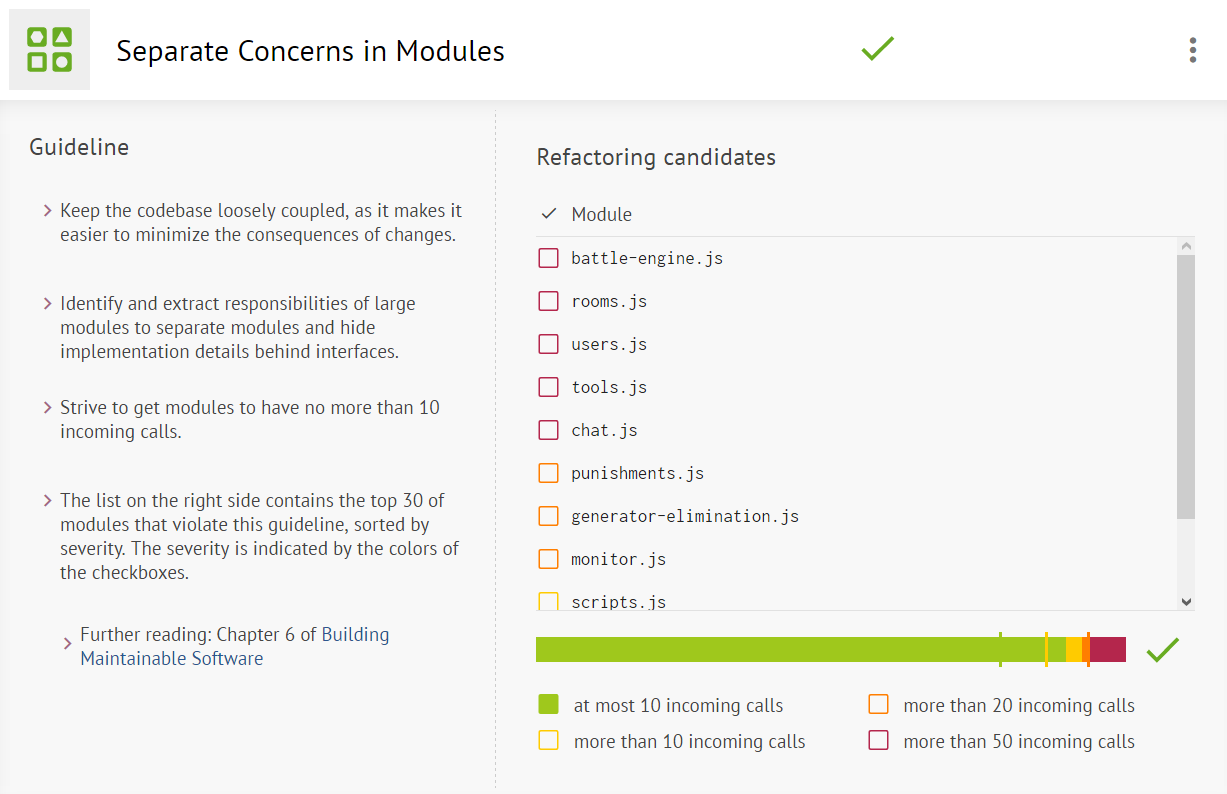 Separate Concerns in Modules
Guideline
Keep the codebase loosely coupled, as it makes it
easier to minimize the consequences of changes.
Identify and extract responsibilities of large
modules to separate modules and hide
implementation details behind interfaces.
Strive to get modules to have no more than 10
incoming calls.
The list on the right side contains the top 30 of
modules that violate this guideline, sorted by
severity. The severity is indicated by the colors of
the checkboxes.
Further reading: Chapter 6 of Building
Maintainable Software
Refactoring candidates
Module
battle-engine.js
rooms.js
users.js
tools.js
chat.js
punishments.js
generator-elimination.js
monitor.js
scripts.js
at most 10 incoming calls
more than 10 incoming calls
more than 20 incoming calls
more than 50 incoming calls